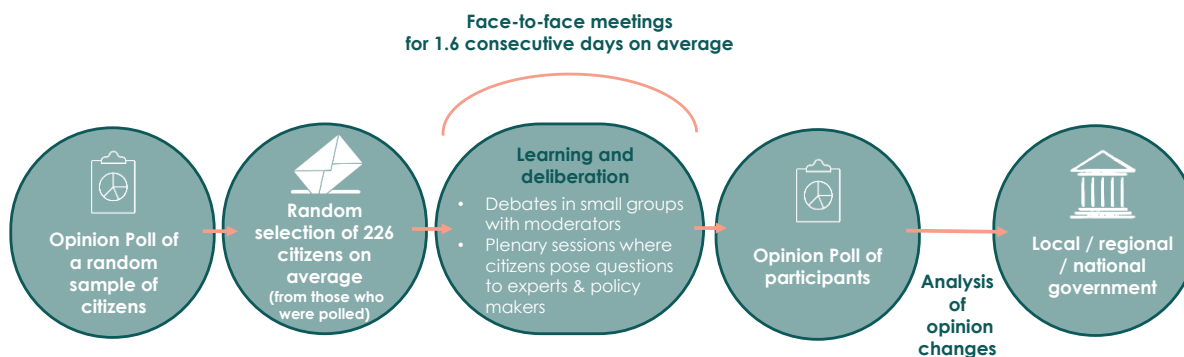 Face-to-face meetings
for 1.6 consecutive days on average
Opinion Poll of
a random
sample of
citizens
Random
selection of 226
citizens on
average
(from those who
were polled)
Learning and
deliberation
• Debates in small groups
with moderators
• Plenary sessions where
citizens pose questions
to experts & policy
makers
Opinion Poll of
participants
Analysis
of
opinion
changes
Local / regional
/ national
government